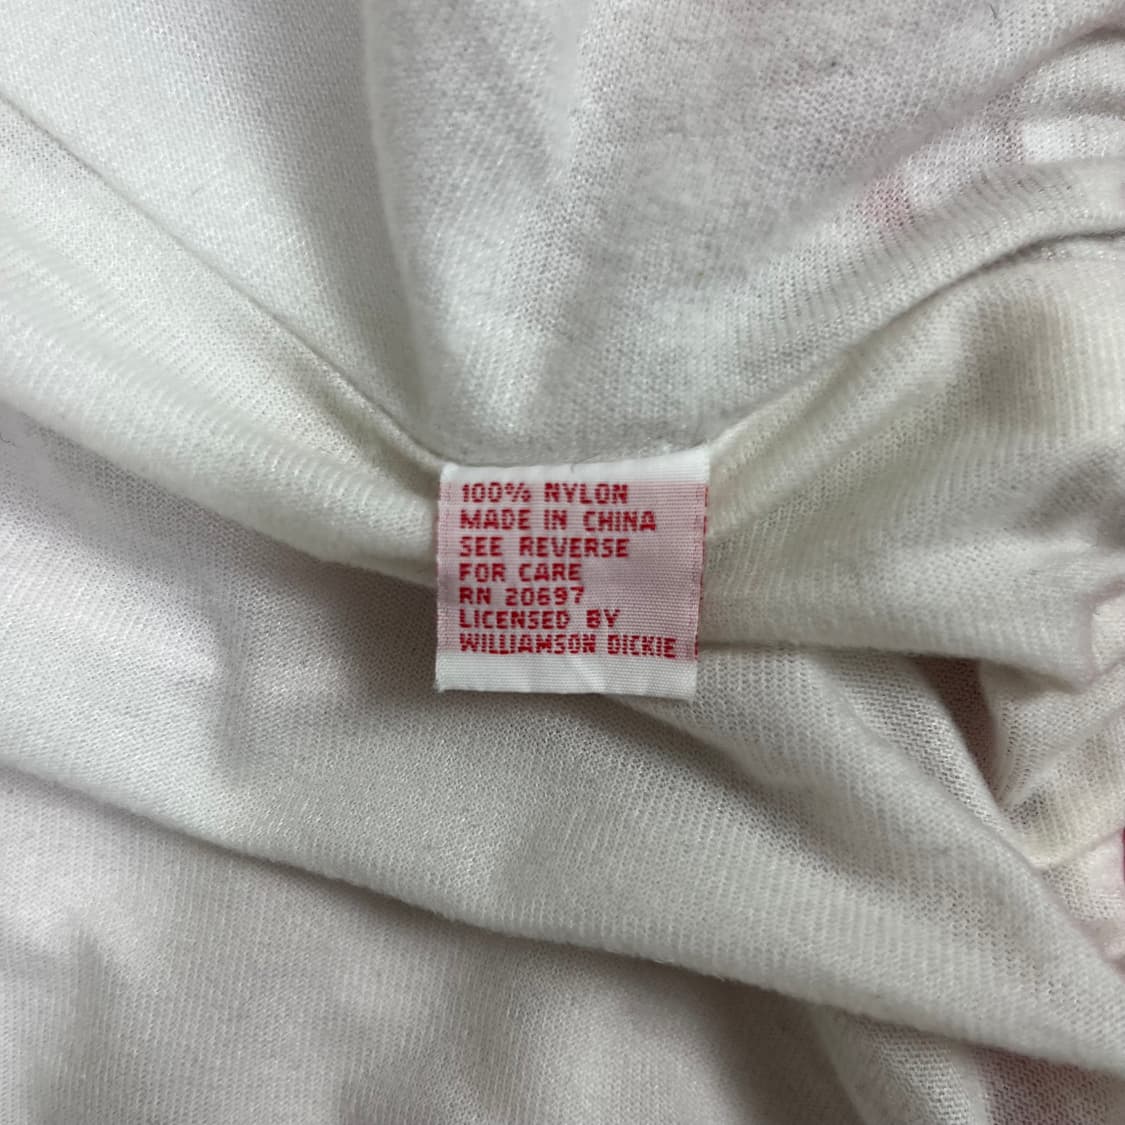 100% NYLON
MADE IN CHINA
SEE REVERSE
FOR CARE
RN 20697
LICENSED BY
WILLIAMSON DICKIE